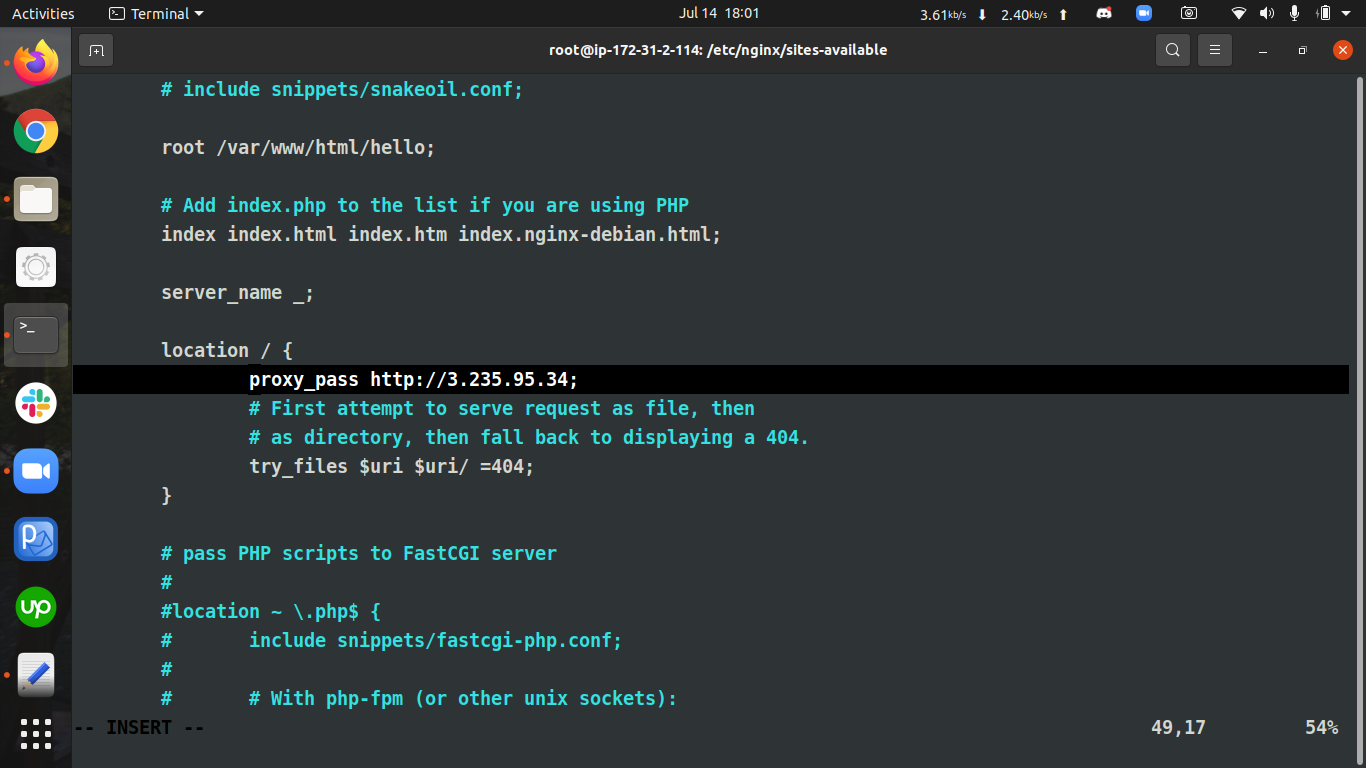 Activities
Terminal
Jul 14 18:01
3.61kb/s
2.40kb/s
root@ip-172-31-2-114: /etc/nginx/sites-available
# include snippets/snakeoil.conf;
root /var/www/html/hello;
# Add index.php to the list if you are using PHP
index index.html index.htm index.nginx-debian.html;
server_name _;
location / {
proxy_pass http://3.235.95.34;
# First attempt to serve request as file, then
# as directory, then fall back to displaying a 404.
try_files $uri $uri/ =404;
}
# pass PHP scripts to FastCGI server
#
#location ~ \.php$ {
#       include snippets/fastcgi-php.conf;
#
#       # With php-fpm (or other unix sockets):
-- INSERT --
49,17
54%
>_
P
up